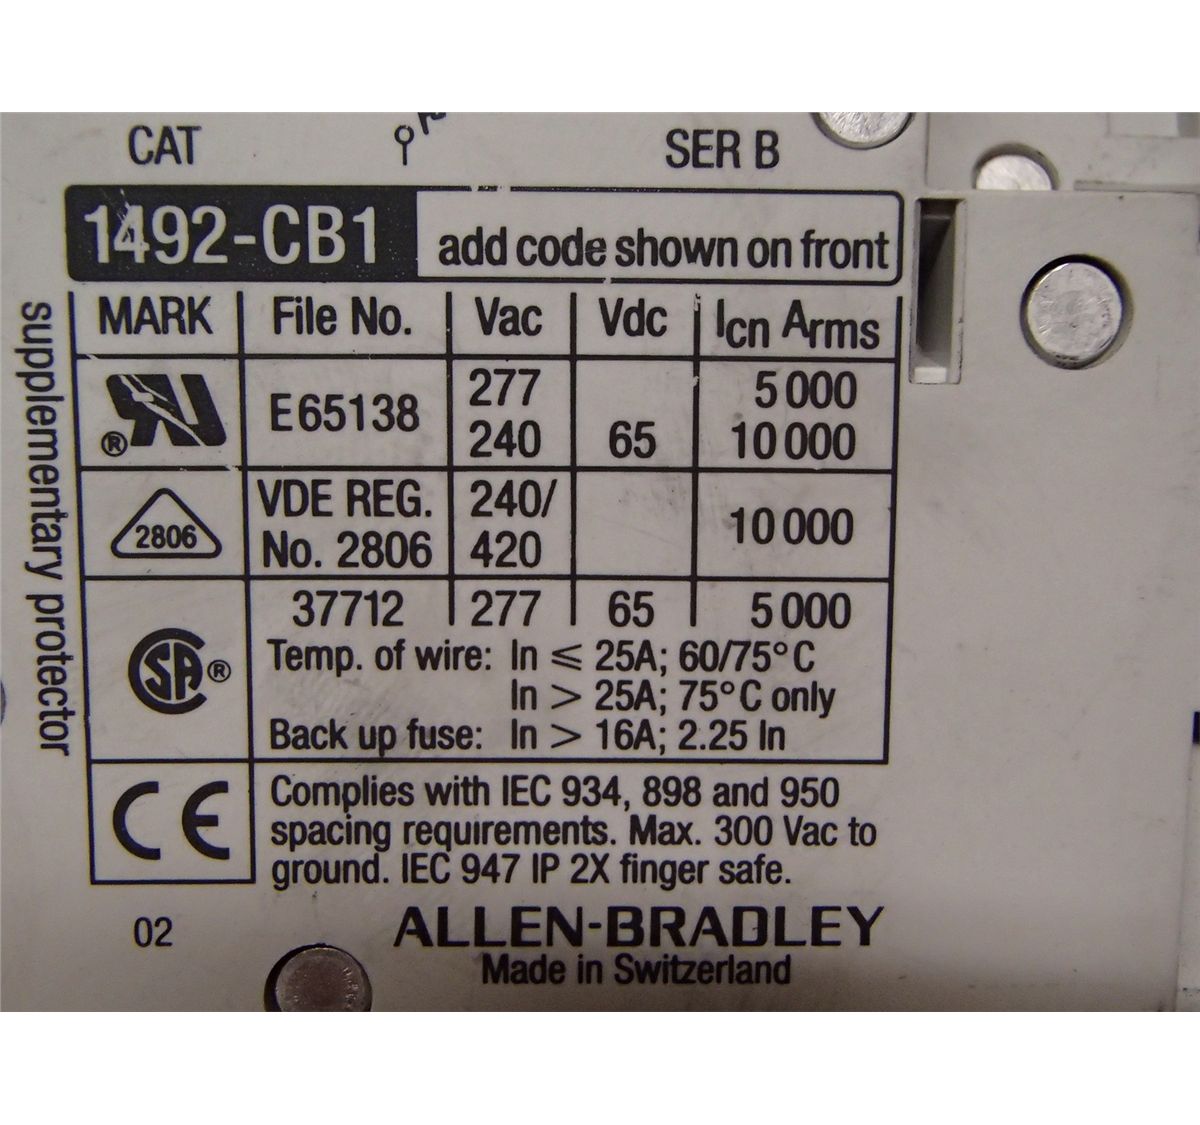 CAT SER B
1492-CB1 add code shown on front
supplementary protector
MARK File No. Vac Vdc Icn Arms
® E65138 277 5 000
240 65 10 000
2806 VDE REG. 240/ 10 000
No. 2806 420
37712 277 65 5 000
SA ® Temp. of wire: In ≤ 25A; 60/75°C
In > 25A; 75°C only
Back up fuse: In > 16A; 2.25 In
CE Complies with IEC 934, 898 and 950
spacing requirements. Max. 300 Vac to
ground. IEC 947 IP 2X finger safe.
02 ALLEN-BRADLEY
Made in Switzerland